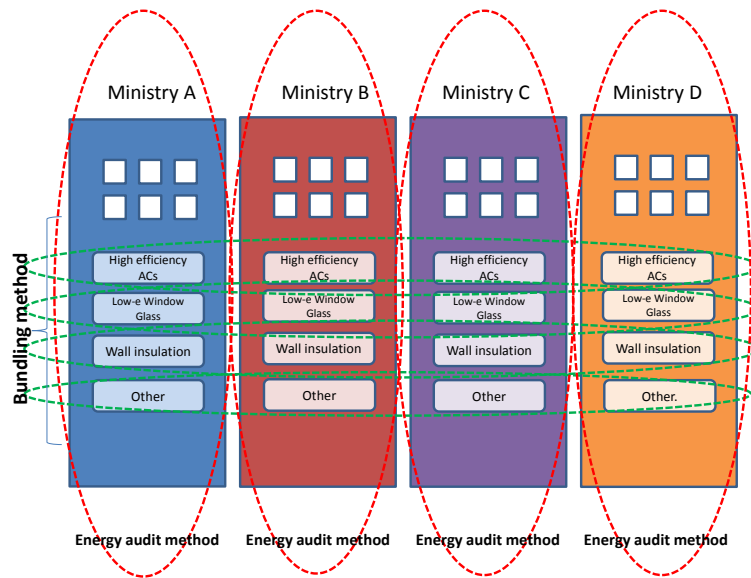 Ministry A
Ministry B
Ministry C
Ministry D
Bundling method
High efficiency
ACs
High efficiency
ACs
High efficiency
ACs
High efficiency
ACs
Low-e Window
Glass
Low-e Window
Glass
Low-e Window
Glass
Low-e Window
Glass
Wall insulation
Wall insulation
Wall insulation
Wall insulation
Other
Other
Other
Other.
Energy audit method
Energy audit method
Energy audit method
Energy audit method